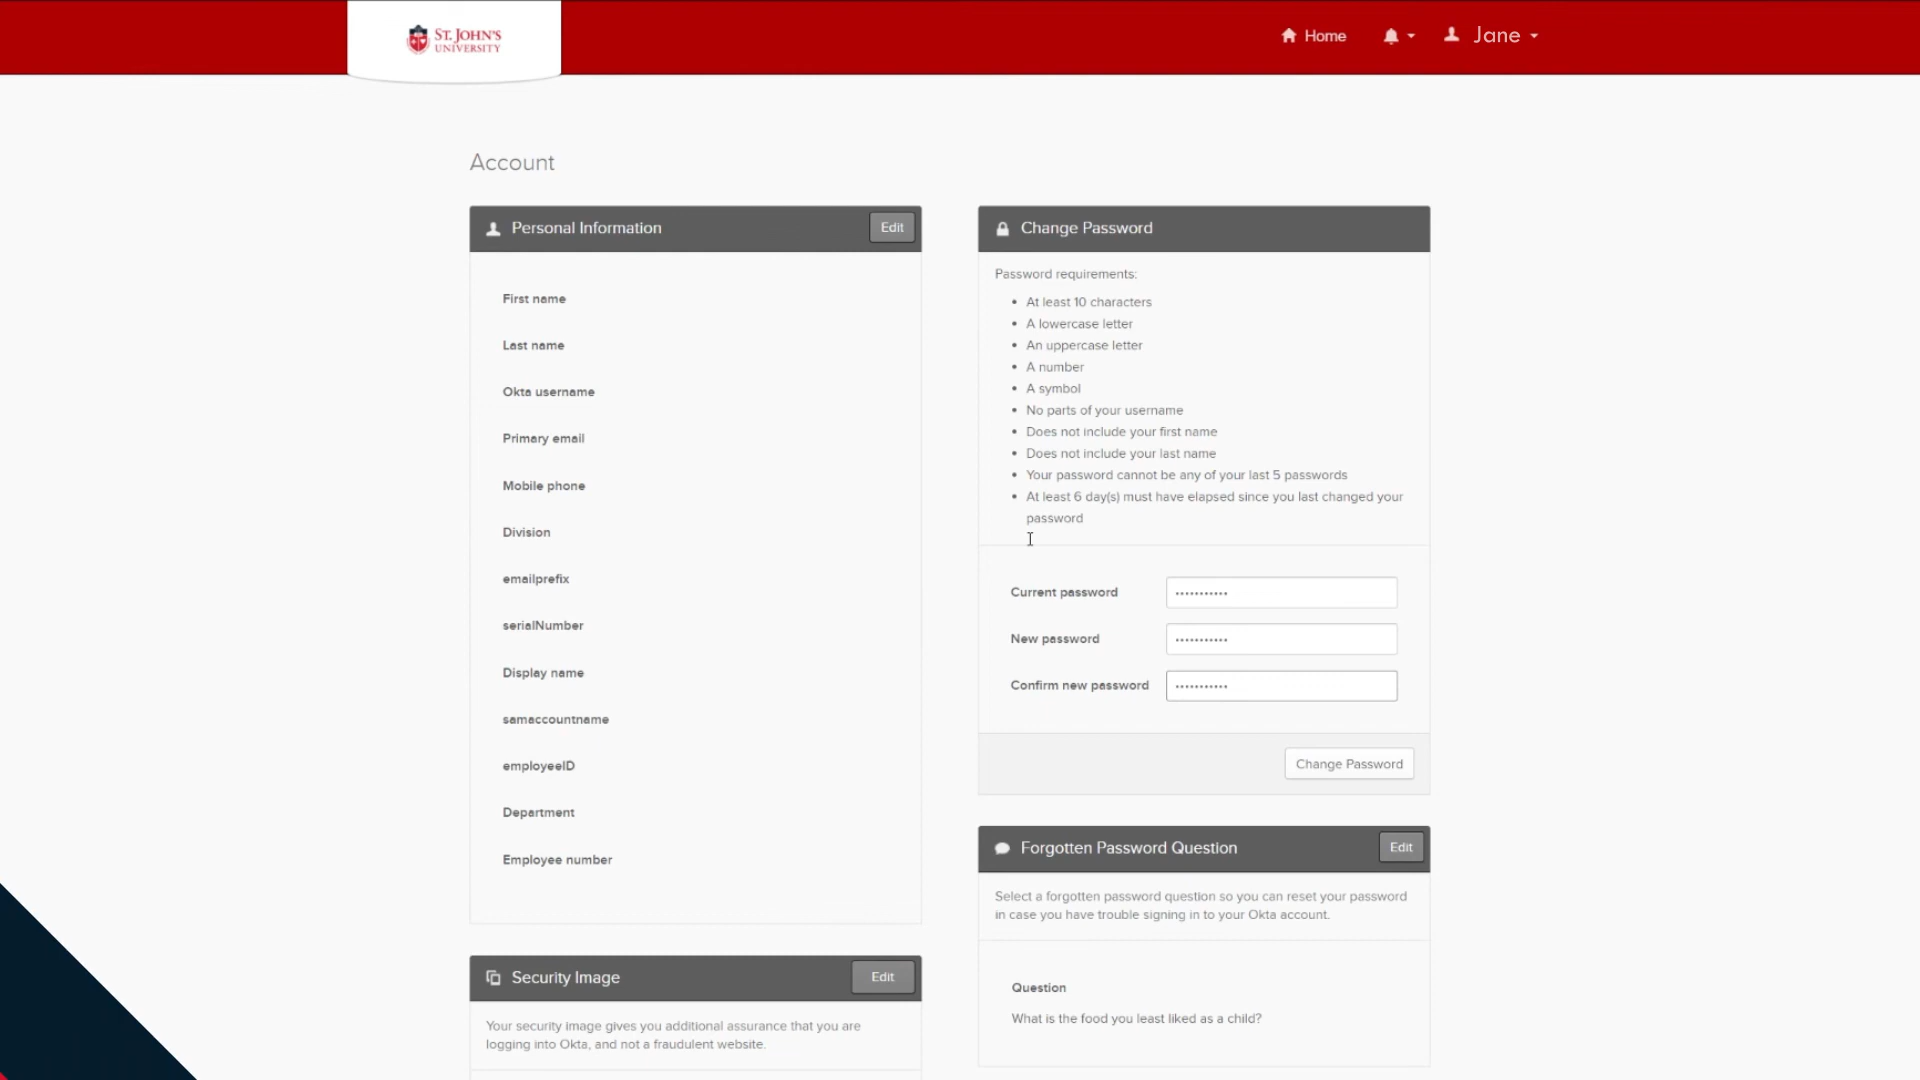 ST. JOHN'S
UNIVERSITY
Home
Jane
Account
Personal Information
Edit
First name
Last name
Okta username
Primary email
Mobile phone
Division
emailprefix
serialNumber
Display name
samaccountname
employeeID
Department
Employee number
Security Image
Edit
Your security image gives you additional assurance that you are
logging into Okta, and not a fraudulent website.
Change Password
Password requirements:
• At least 10 characters
• A lowercase letter
• An uppercase letter
• A number
• A symbol
• No parts of your username
• Does not include your first name
• Does not include your last name
• Your password cannot be any of your last 5 passwords
• At least 6 day(s) must have elapsed since you last changed your
password
Current password •••••••••••
New password •••••••••••
Confirm new password •••••••••••
Change Password
Forgotten Password Question
Edit
Select a forgotten password question so you can reset your password
in case you have trouble signing in to your Okta account.
Question
What is the food you least liked as a child?